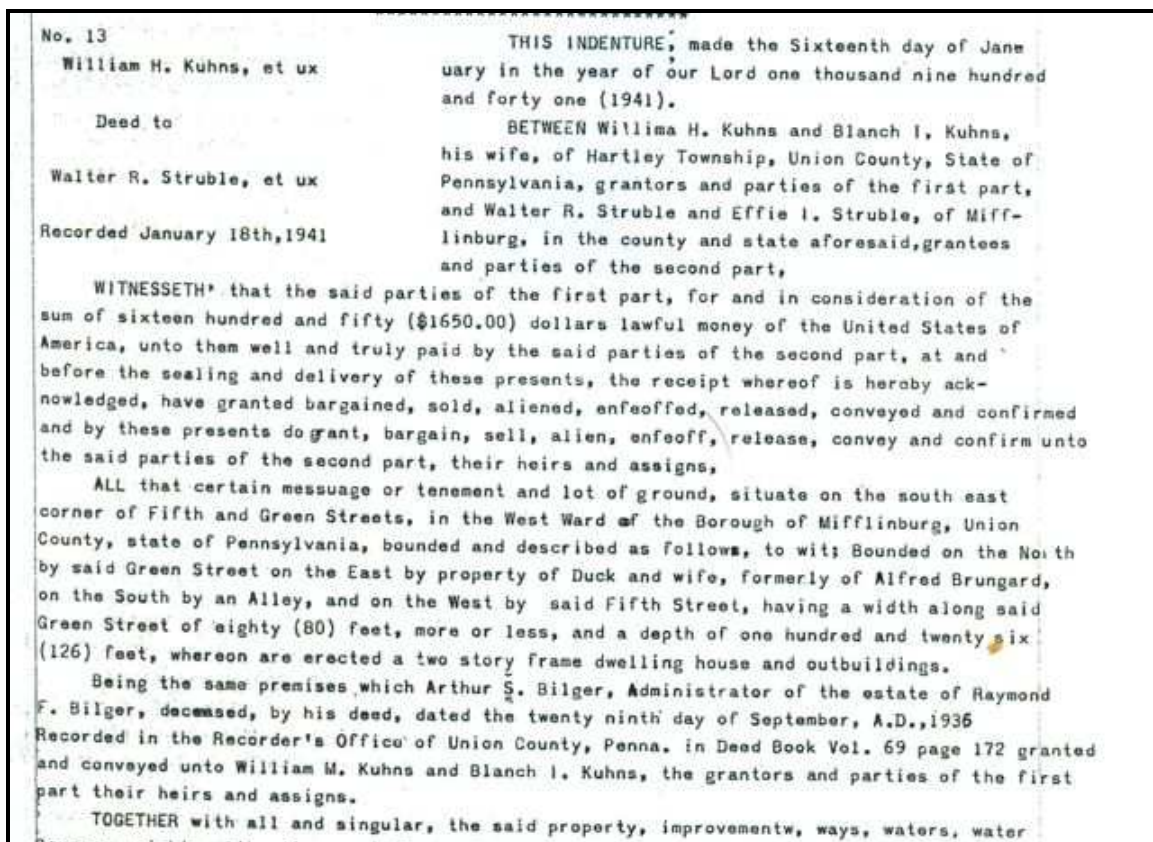 No. 13
William H. Kuhns, et ux
Deed to
Walter R. Struble, et ux
Recorded January 18th,1941
THIS INDENTURE, made the Sixteenth day of Jane
uary in the year of our Lord one thousand nine hundred
and forty one (1941).
BETWEEN Willima H. Kuhns and Blanch I. Kuhns,
his wife, of Hartley Township, Union County, State of
Pennsylvania, grantors and parties of the first part,
and Walter R. Struble and Effie I. Struble, of Miff-
linburg, in the county and state aforesaid,grantees
and parties of the second part,
WITNESSETH' that the said parties of the first part, for and in consideration of the
sum of sixteen hundred and fifty ($1650.00) dollars lawful money of the United States of
America, unto them well and truly paid by the said parties of the second part, at and
before the sealing and delivery of these presents, the receipt whereof is hereby ack-
nowledged, have granted bargained, sold, aliened, enfeoffed, released, conveyed and confirmed
and by these presents do grant, bargain, sell, alien, enfeoff, release, convey and confirm unto
the said parties of the second part, their heirs and assigns,
ALL that certain messuage or tenement and lot of ground, situate on the south east
corner of Fifth and Green Streets, in the West Ward of the Borough of Mifflinburg, Union
County, state of Pennsylvania, bounded and described as follows, to wit; Bounded on the North
by said Green Street on the East by property of Duck and wife, formerly of Alfred Brungard,
on the South by an Alley, and on the West by said Fifth Street, having a width along said
Green Street of eighty (80) feet, more or less, and a depth of one hundred and twenty six
(126) feet, whereon are erected a two story frame dwelling house and outbuildings.
Being the same premises which Arthur S. Bilger, Administrator of the estate of Raymond
F. Bilger, deceased, by his deed, dated the twenty ninth day of September, A.D.,1936
Recorded in the Recorder's Office of Union County, Penna. in Deed Book Vol. 69 page 172 granted
and conveyed unto William M. Kuhns and Blanch I. Kuhns, the grantors and parties of the first
part their heirs and assigns.
TOGETHER with all and singular, the said property, improvementw, ways, waters, water